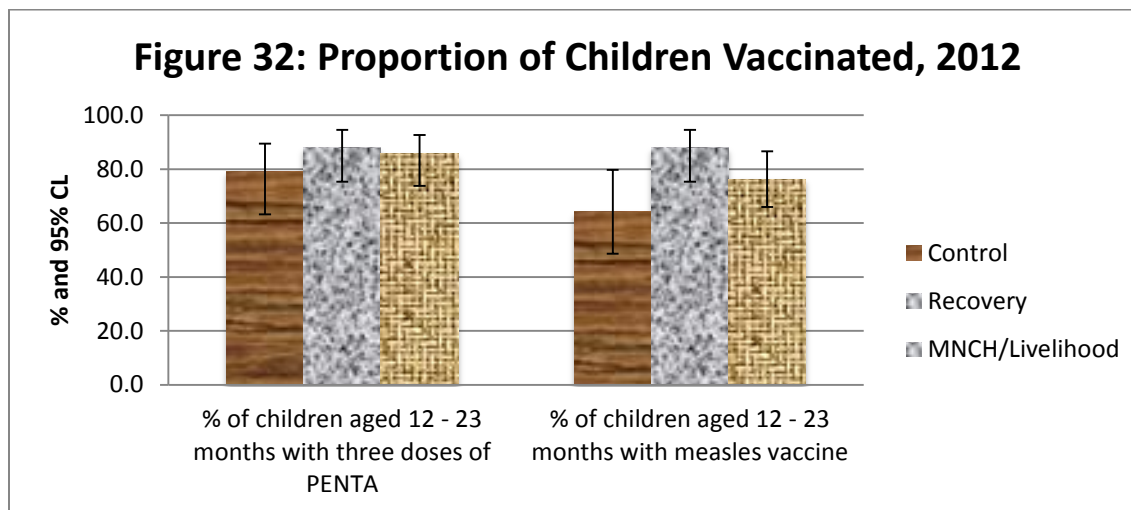 Figure 32: Proportion of Children Vaccinated, 2012
% and 95% CL
100.0
80.0
60.0
40.0
20.0
0.0
% of children aged 12 - 23
months with three doses of
PENTA
% of children aged 12 - 23
months with measles vaccine
Control
Recovery
MNCH/Livelihood